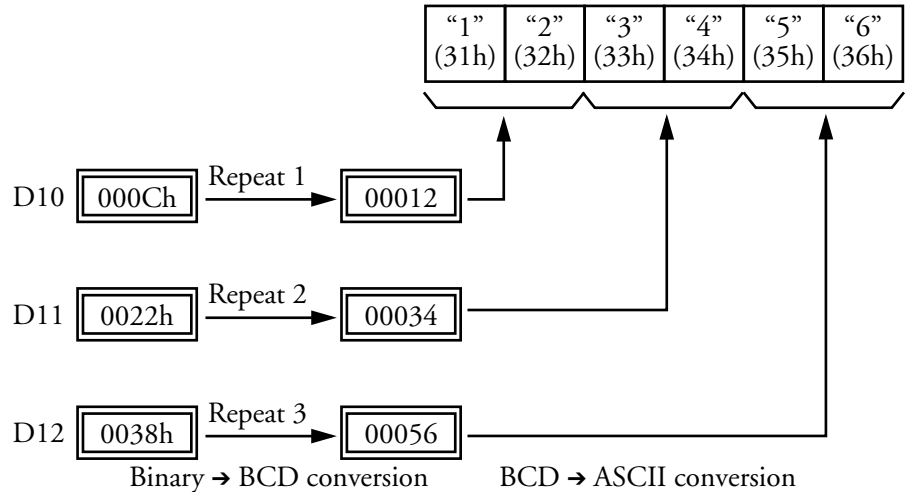 “1” “2” “3” “4” “5” “6”
(31h) (32h) (33h) (34h) (35h) (36h)
D10 000Ch Repeat 1 00012
D11 0022h Repeat 2 00034
D12 0038h Repeat 3 00056
Binary → BCD conversion BCD → ASCII conversion